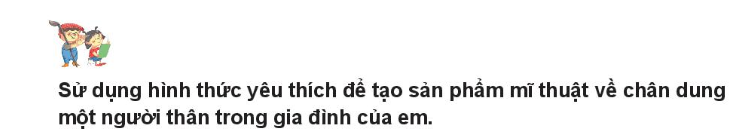 Sử dụng hình thức yêu thích để tạo sản phẩm mĩ thuật về chân dung
một người thân trong gia đình của em.